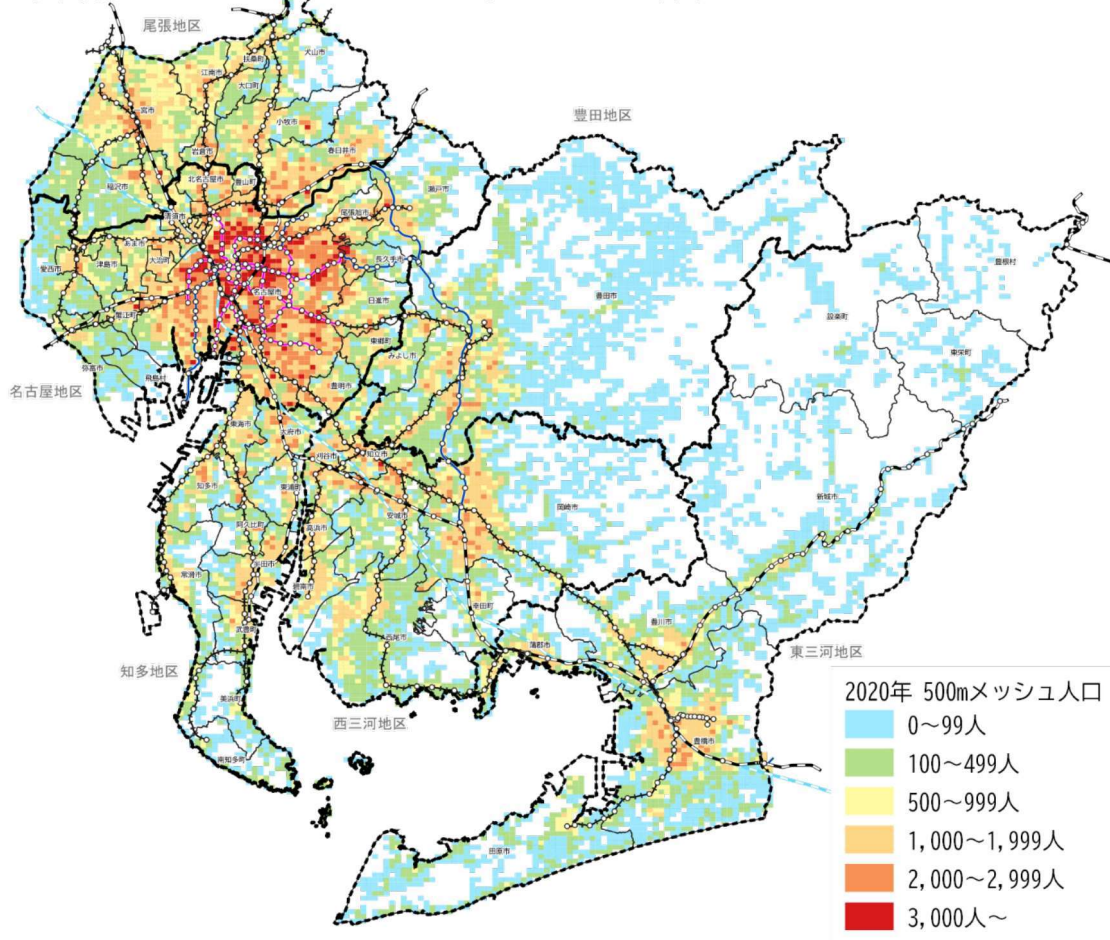 尾張地区
犬山市
扶桑町
江南市
大口町
一宮市
小牧市
岩倉市
春日井市
豊田地区
瀬戸市
稲沢市
北名古屋市
豊山町
清須市
尾張旭市
あま市
長久手市
愛西市
津島市
大治町
名古屋市
日進市
豊田市
豊根村
設楽町
東栄町
蟹江町
東郷町
みよし市
弥富市
飛島村
豊明市
名古屋地区
東海市
大府市
刈谷市
知立市
知多市
東浦町
安城市
岡崎市
新城市
阿久比町
高浜市
半田市
常滑市
碧南市
幸田町
豊川市
武豊町
西尾市
蒲郡市
東三河地区
知多地区
美浜町
西三河地区
豊橋市
南知多町
田原市
2020年 500mメッシュ人口
0~99人
100~499人
500~999人
1,000~1,999人
2,000~2,999人
3,000人~